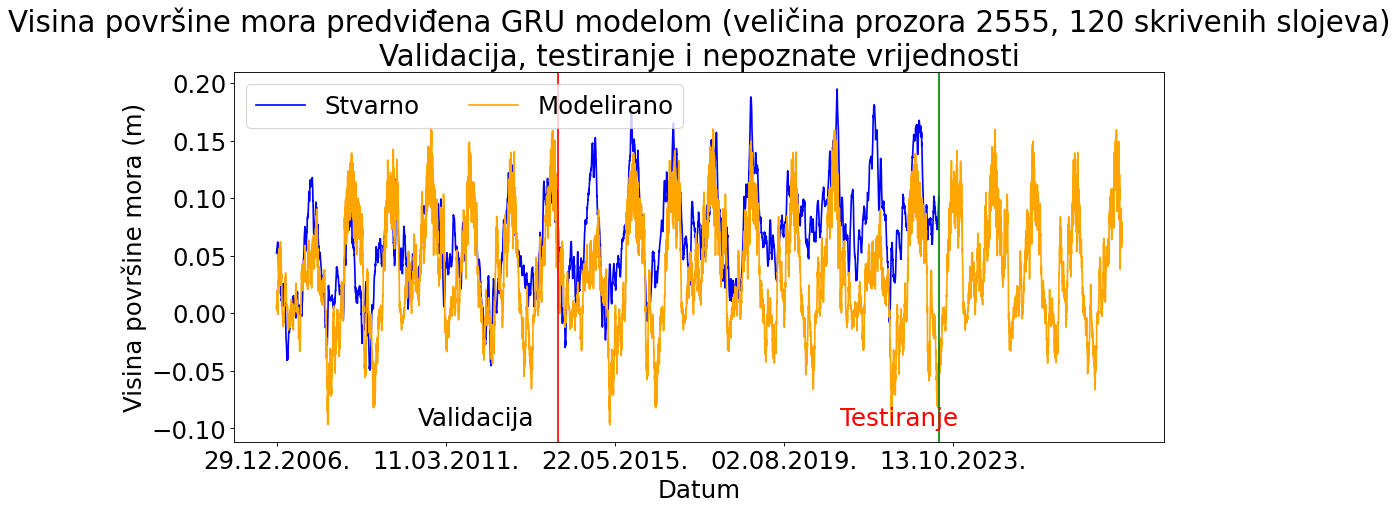 Visina površine mora predviđena GRU modelom (veličina prozora 2555, 120 skrivenih slojeva)
Validacija, testiranje i nepoznate vrijednosti
Stvarno
Modelirano
0.20
0.15
0.10
0.05
0.00
−0.05
−0.10
Visina površine mora (m)
Validacija
Testiranje
29.12.2006.
11.03.2011.
22.05.2015.
02.08.2019.
13.10.2023.
Datum